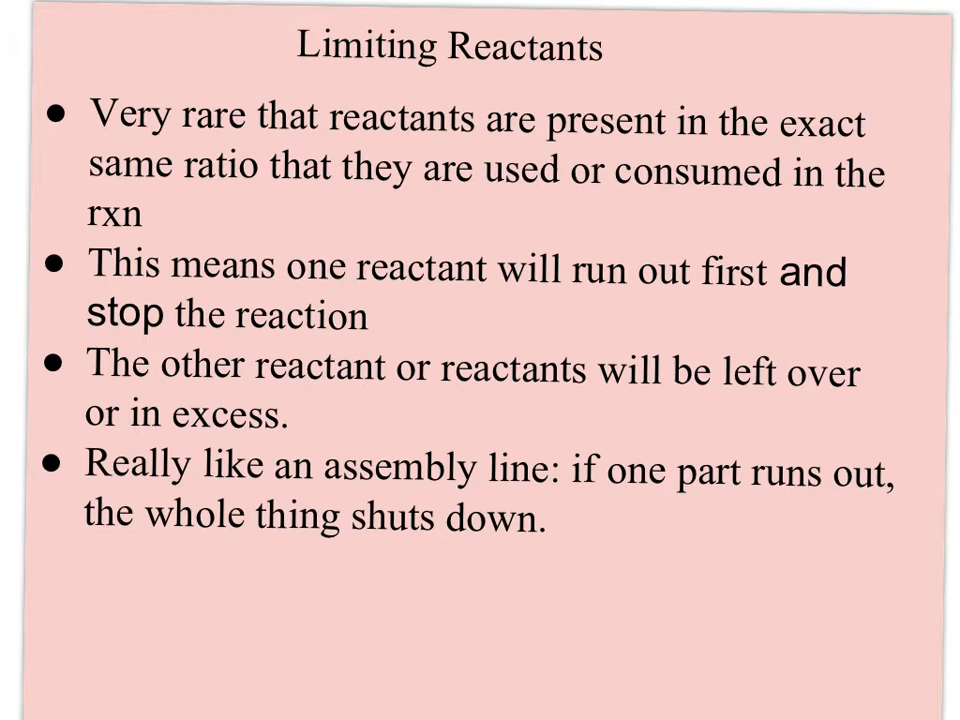 Limiting Reactants
● Very rare that reactants are present in the exact
same ratio that they are used or consumed in the
rxn
● This means one reactant will run out first and
stop the reaction
● The other reactant or reactants will be left over
or in excess.
● Really like an assembly line: if one part runs out,
the whole thing shuts down.